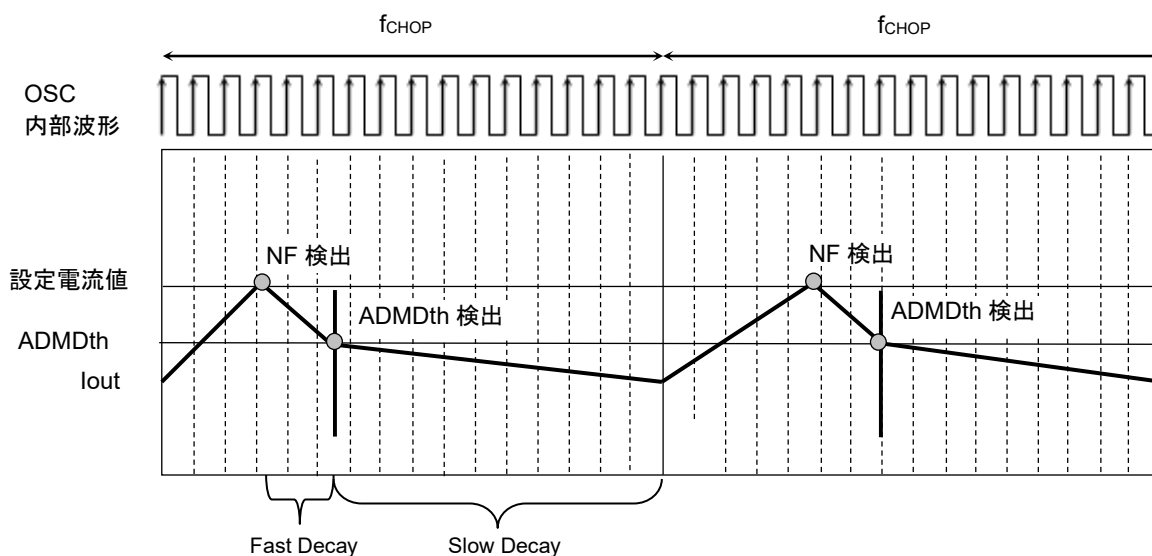 fCHOP
fCHOP
OSC
内部波形
NF 検出
NF 検出
設定電流値
ADMDth 検出
ADMDth 検出
ADMDth
Iout
Fast Decay
Slow Decay